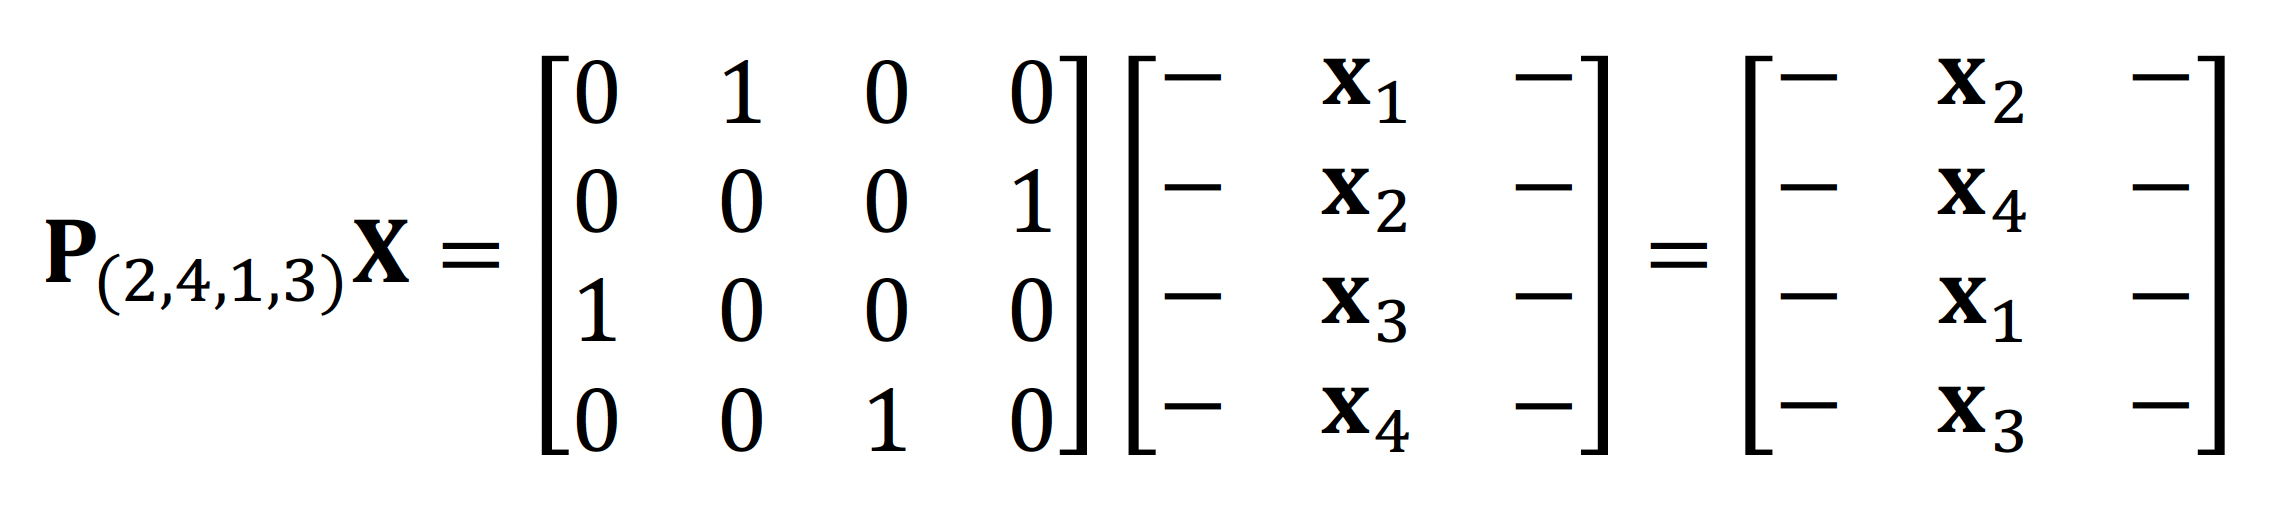 P(2,4,1,3)X = [0 1 0 0] [− x1 −] = [− x2 −]
[0 0 0 1] [− x2 −] [− x4 −]
[1 0 0 0] [− x3 −] [− x1 −]
[0 0 1 0] [− x4 −] [− x3 −]